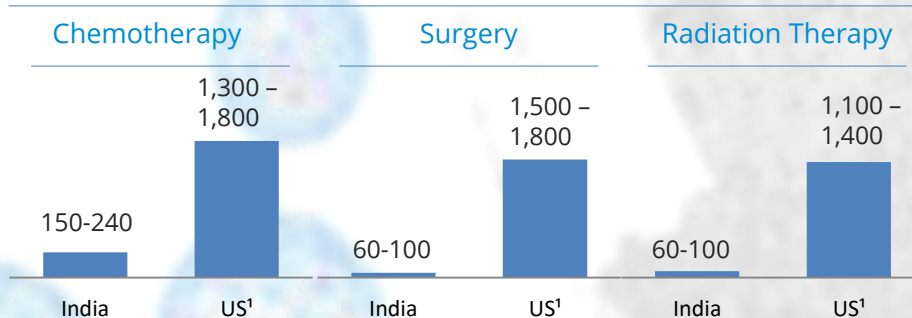 Chemotherapy
Surgery
Radiation Therapy
1,300 –
1,800
150-240
India
US¹
1,500 –
1,800
60-100
India
US¹
1,100 –
1,400
60-100
India
US¹